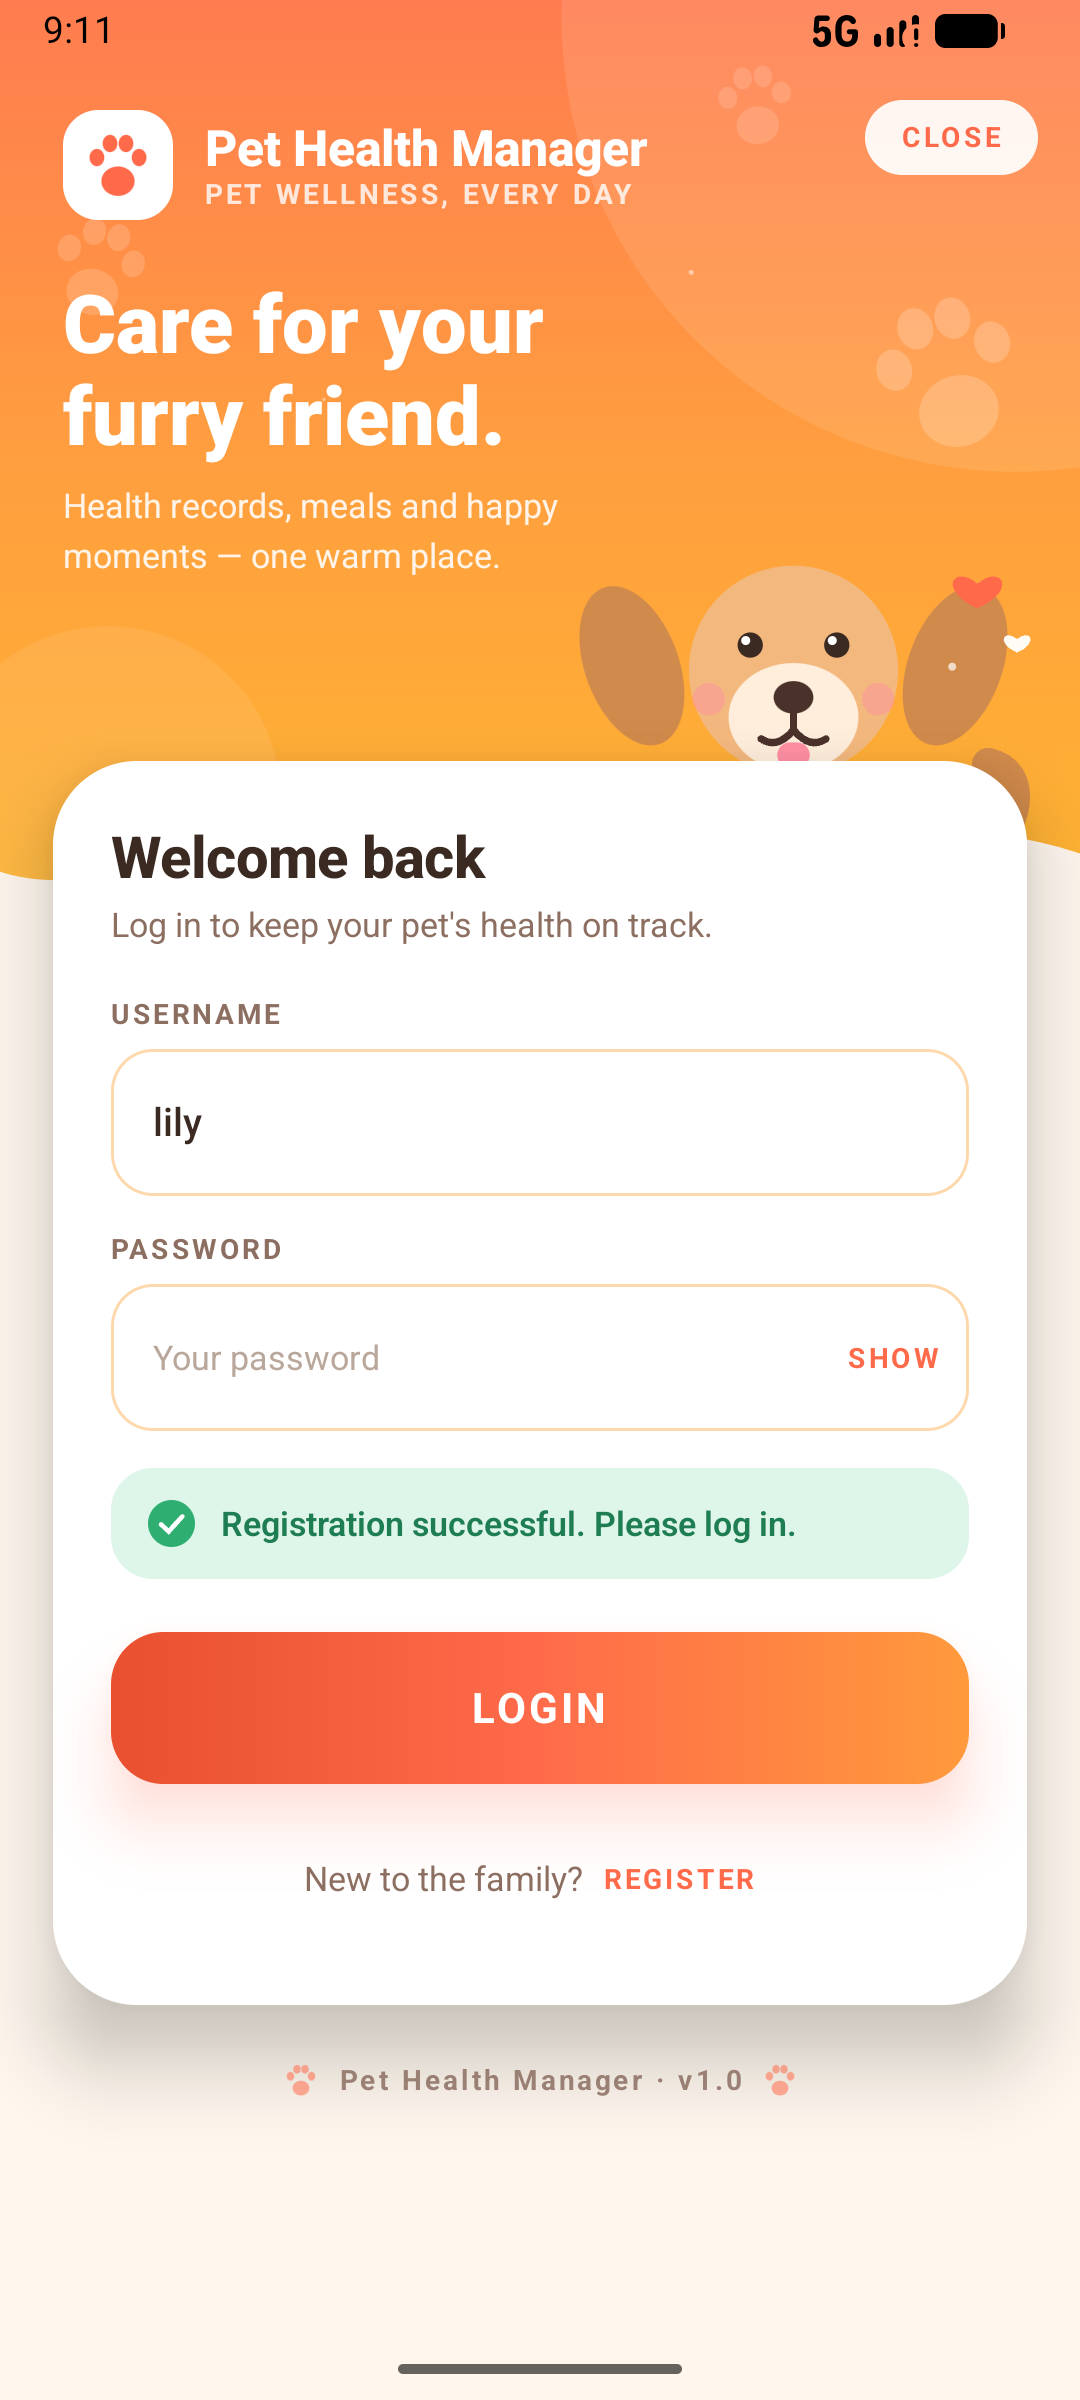 9:11
5G
CLOSE
Pet Health Manager
PET WELLNESS, EVERY DAY
Care for your
furry friend.
Health records, meals and happy
moments — one warm place.
Welcome back
Log in to keep your pet's health on track.
USERNAME
lily
PASSWORD
Your password
SHOW
Registration successful. Please log in.
LOGIN
New to the family? REGISTER
Pet Health Manager · v1.0